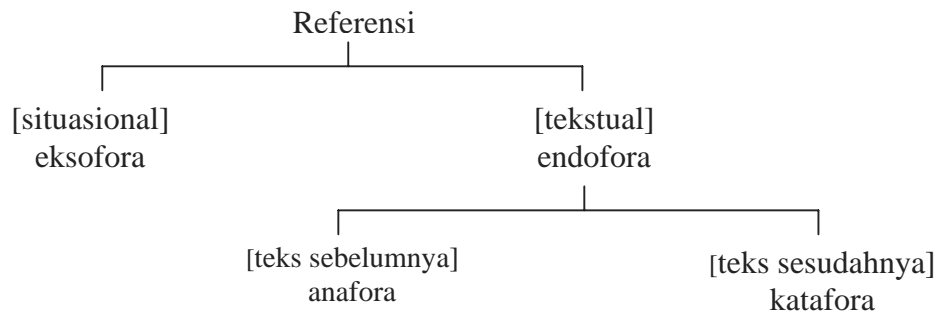 Referensi
[situasional]
eksofora
[tekstual]
endofora
[teks sebelumnya]
anafora
[teks sesudahnya]
katafora